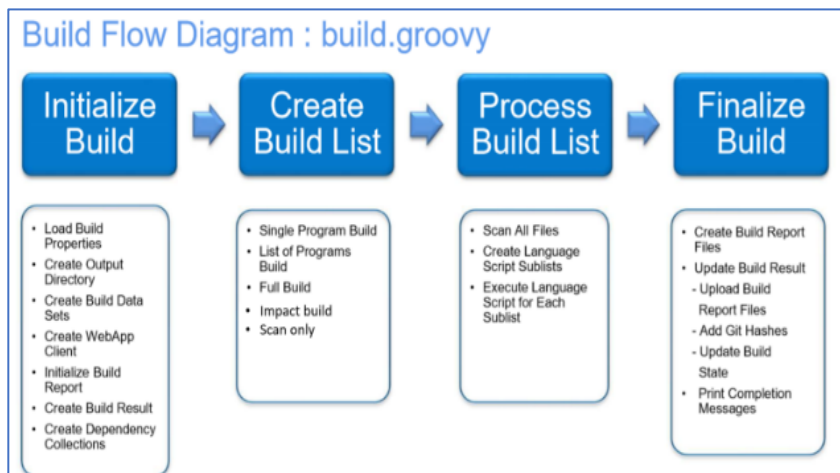 Build Flow Diagram : build.groovy
Initialize
Build
Create
Build List
Process
Build List
Finalize
Build
• Load Build
Properties
• Create Output
Directory
• Create Build Data
Sets
• Create WebApp
Client
• Initialize Build
Report
• Create Build Result
• Create Dependency
Collections
• Single Program Build
• List of Programs
Build
• Full Build
• Impact build
• Scan only
• Scan All Files
• Create Language
Script Sublists
• Execute Language
Script for Each
Sublist
• Create Build Report
Files
• Update Build Result
- Upload Build
Report Files
- Add Git Hashes
- Update Build
State
• Print Completion
Messages